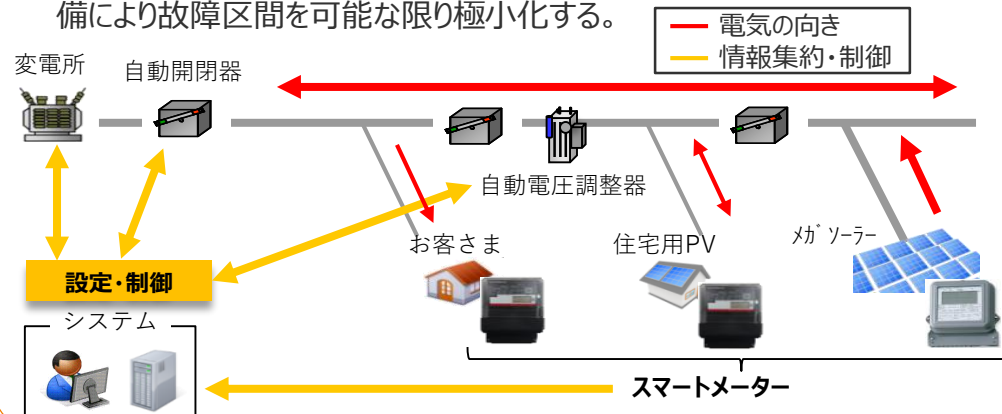 備により故障区間を可能な限り極小化する。
電気の向き
情報集約・制御
変電所
自動開閉器
自動電圧調整器
お客さま
住宅用PV
ﾒｶﾞｿｰﾗｰ
設定・制御
システム
スマートメーター